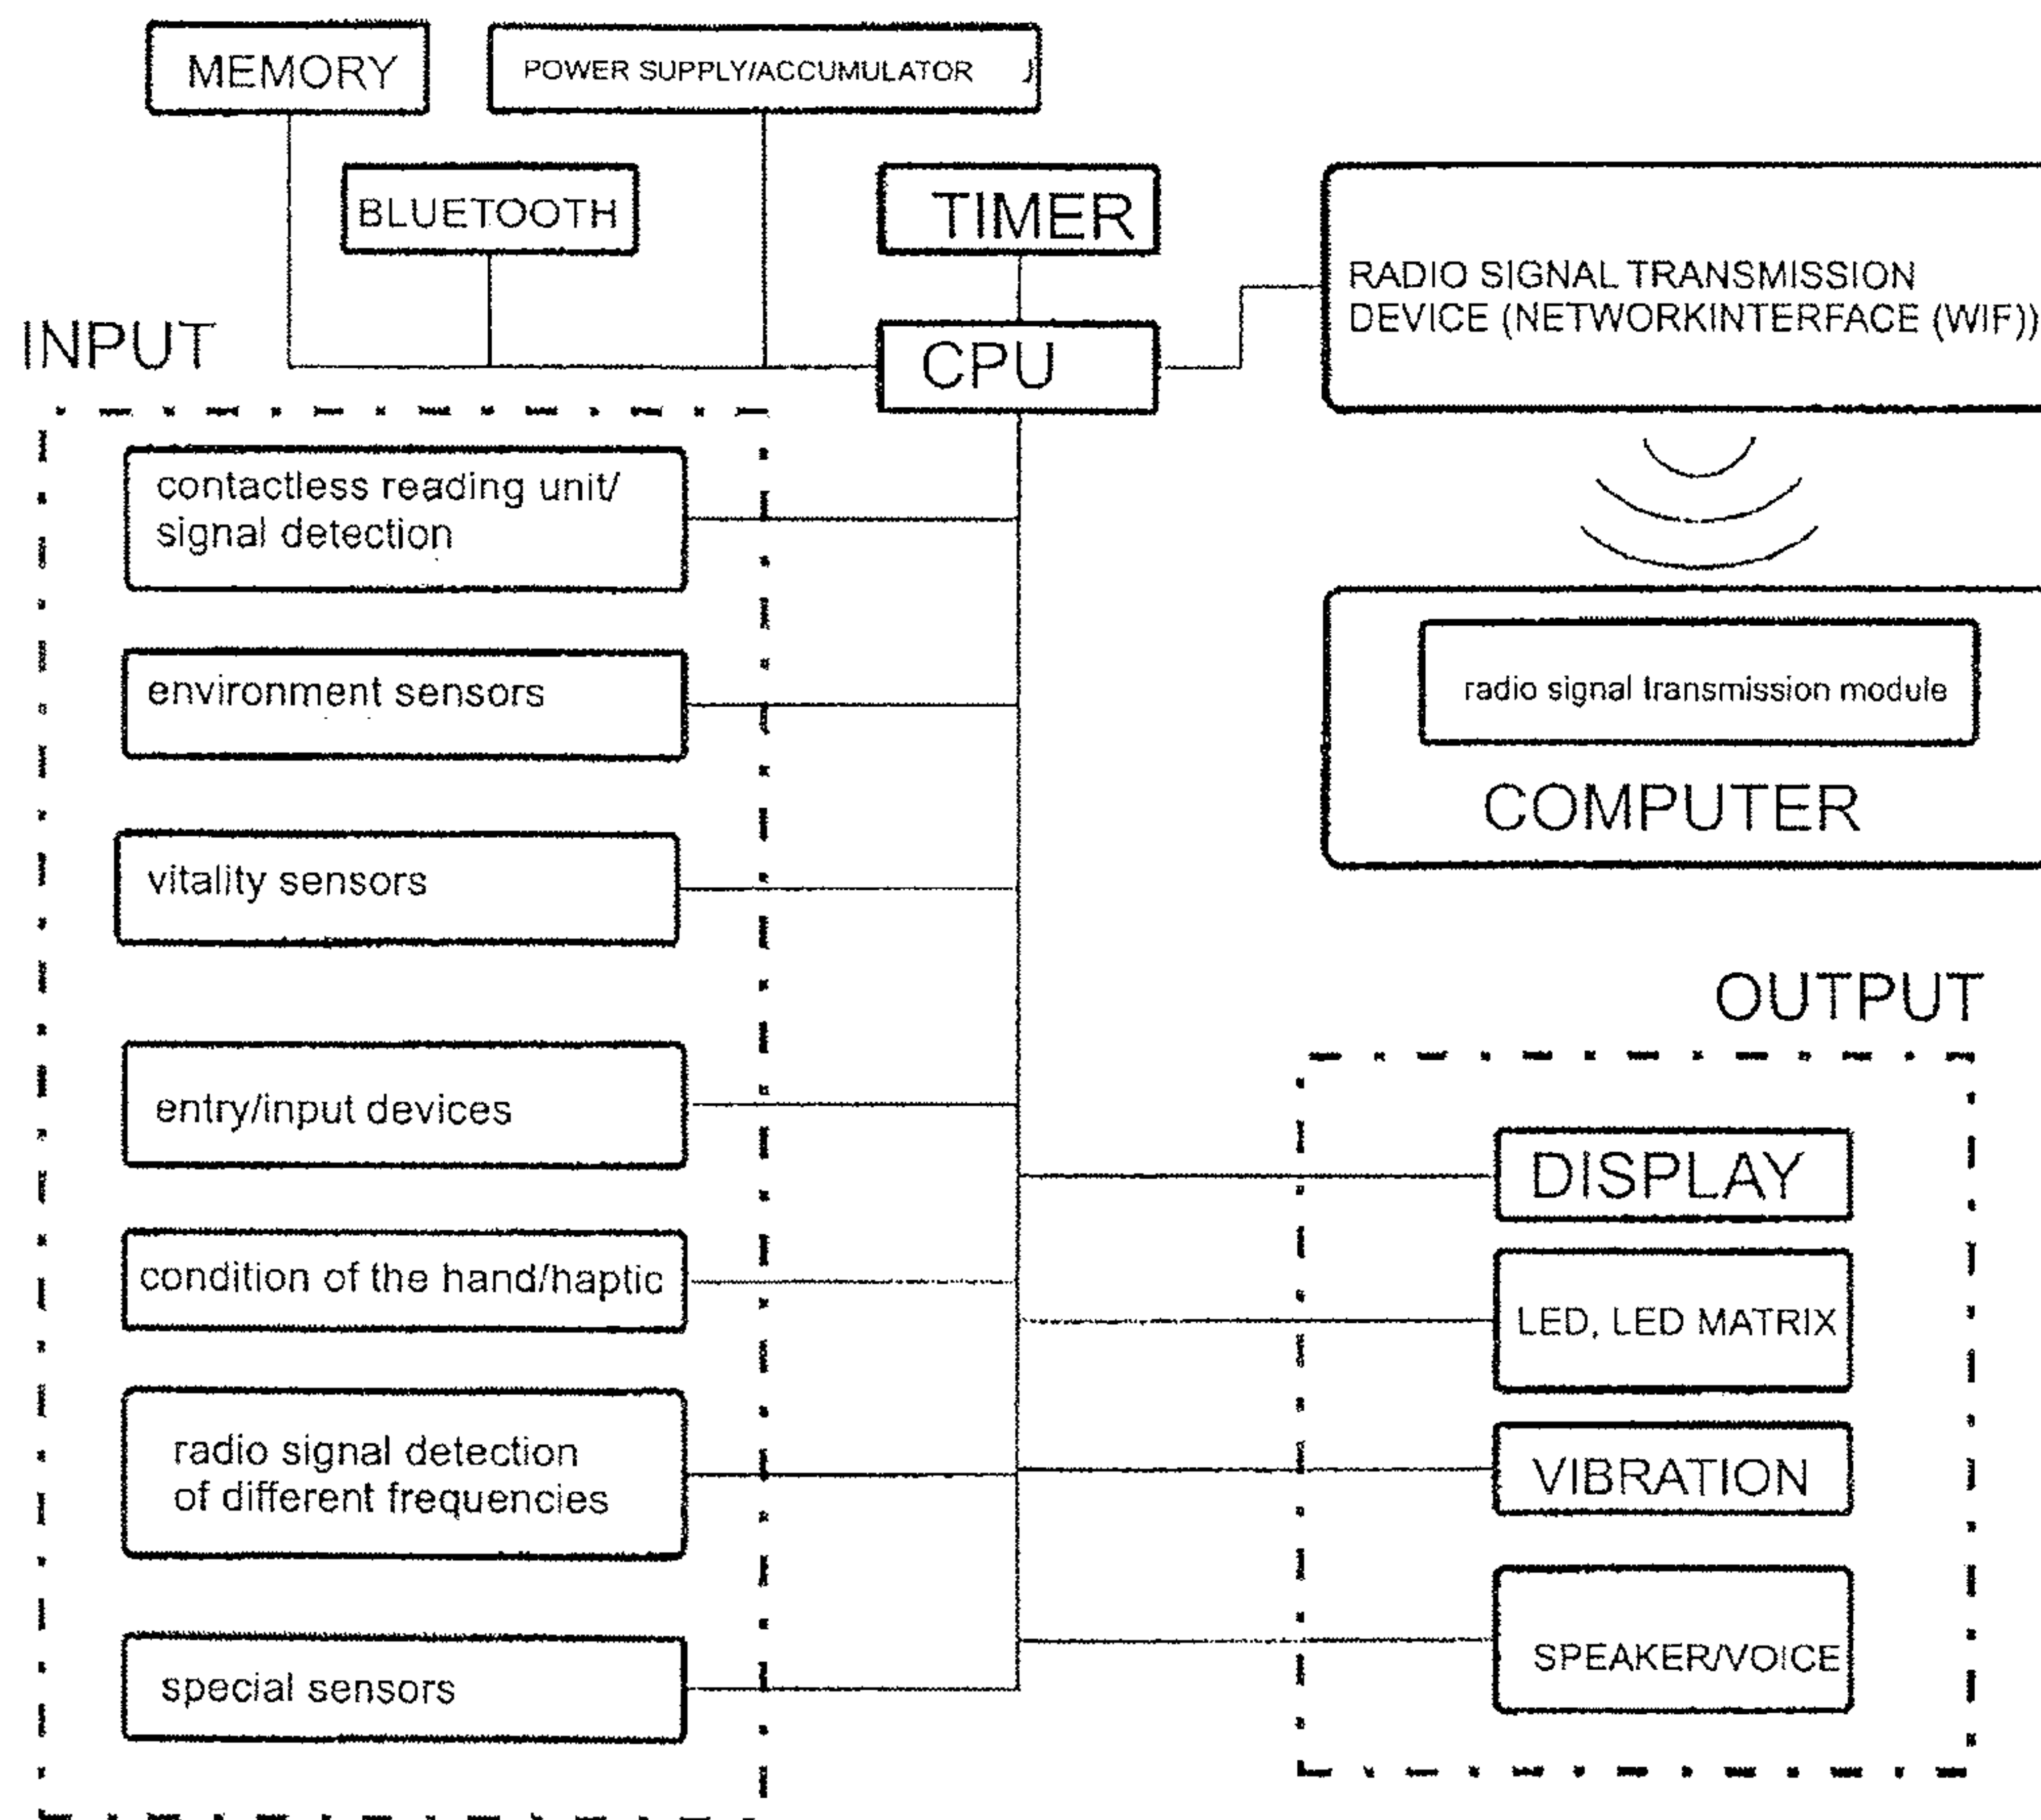 MEMORY
POWER SUPPLY/ACCUMULATOR
BLUETOOTH
TIMER
RADIO SIGNAL TRANSMISSION
DEVICE (NETWORKINTERFACE (WIF))
INPUT
CPU
contactless reading unit/
signal detection
environment sensors
radio signal transmission module
COMPUTER
vitality sensors
OUTPUT
entry/input devices
DISPLAY
condition of the hand/haptic
LED, LED MATRIX
radio signal detection
of different frequencies
VIBRATION
SPEAKER/VOICE
special sensors